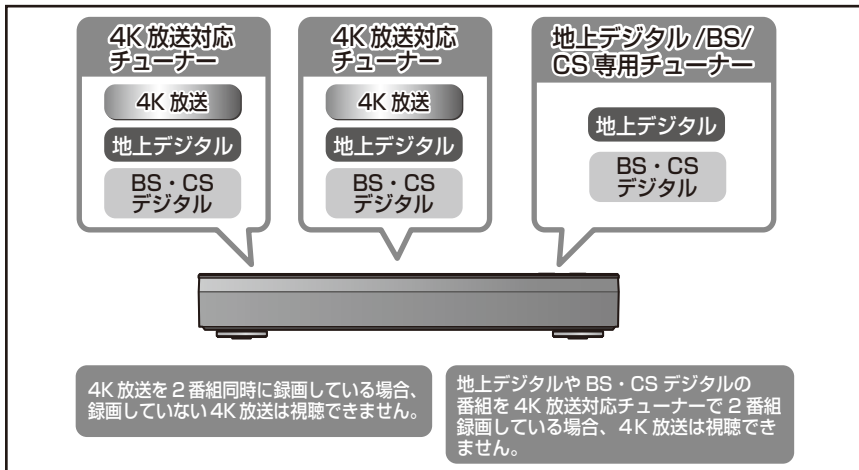 4K 放送対応
チューナー
4K 放送
地上デジタル
BS・CS
デジタル
4K 放送対応
チューナー
4K 放送
地上デジタル
BS・CS
デジタル
地上デジタル /BS/
CS 専用チューナー
地上デジタル
BS・CS
デジタル
4K 放送を 2 番組同時に録画している場合、
録画していない 4K 放送は視聴できません。
地上デジタルや BS・CS デジタルの
番組を 4K 放送対応チューナーで 2 番組
録画している場合、4K 放送は視聴でき
ません。